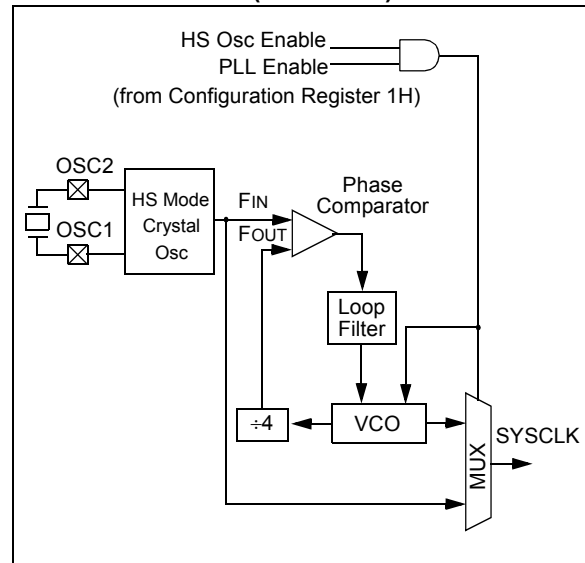 HS Osc Enable
PLL Enable
(from Configuration Register 1H)
OSC2
OSC1
HS Mode
Crystal
Osc
FIN
FOUT
Phase
Comparator
Loop
Filter
÷4
VCO
MUX
SYSCLK